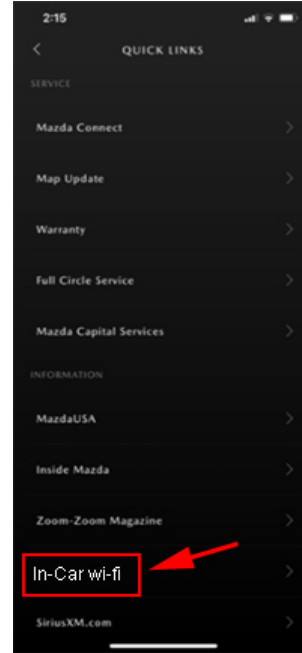 2:15
QUICK LINKS
SERVICE
Mazda Connect
Map Update
Warranty
Full Circle Service
Mazda Capital Services
INFORMATION
MazdaUSA
Inside Mazda
Zoom-Zoom Magazine
In-Car wi-fi
SiriusXM.com